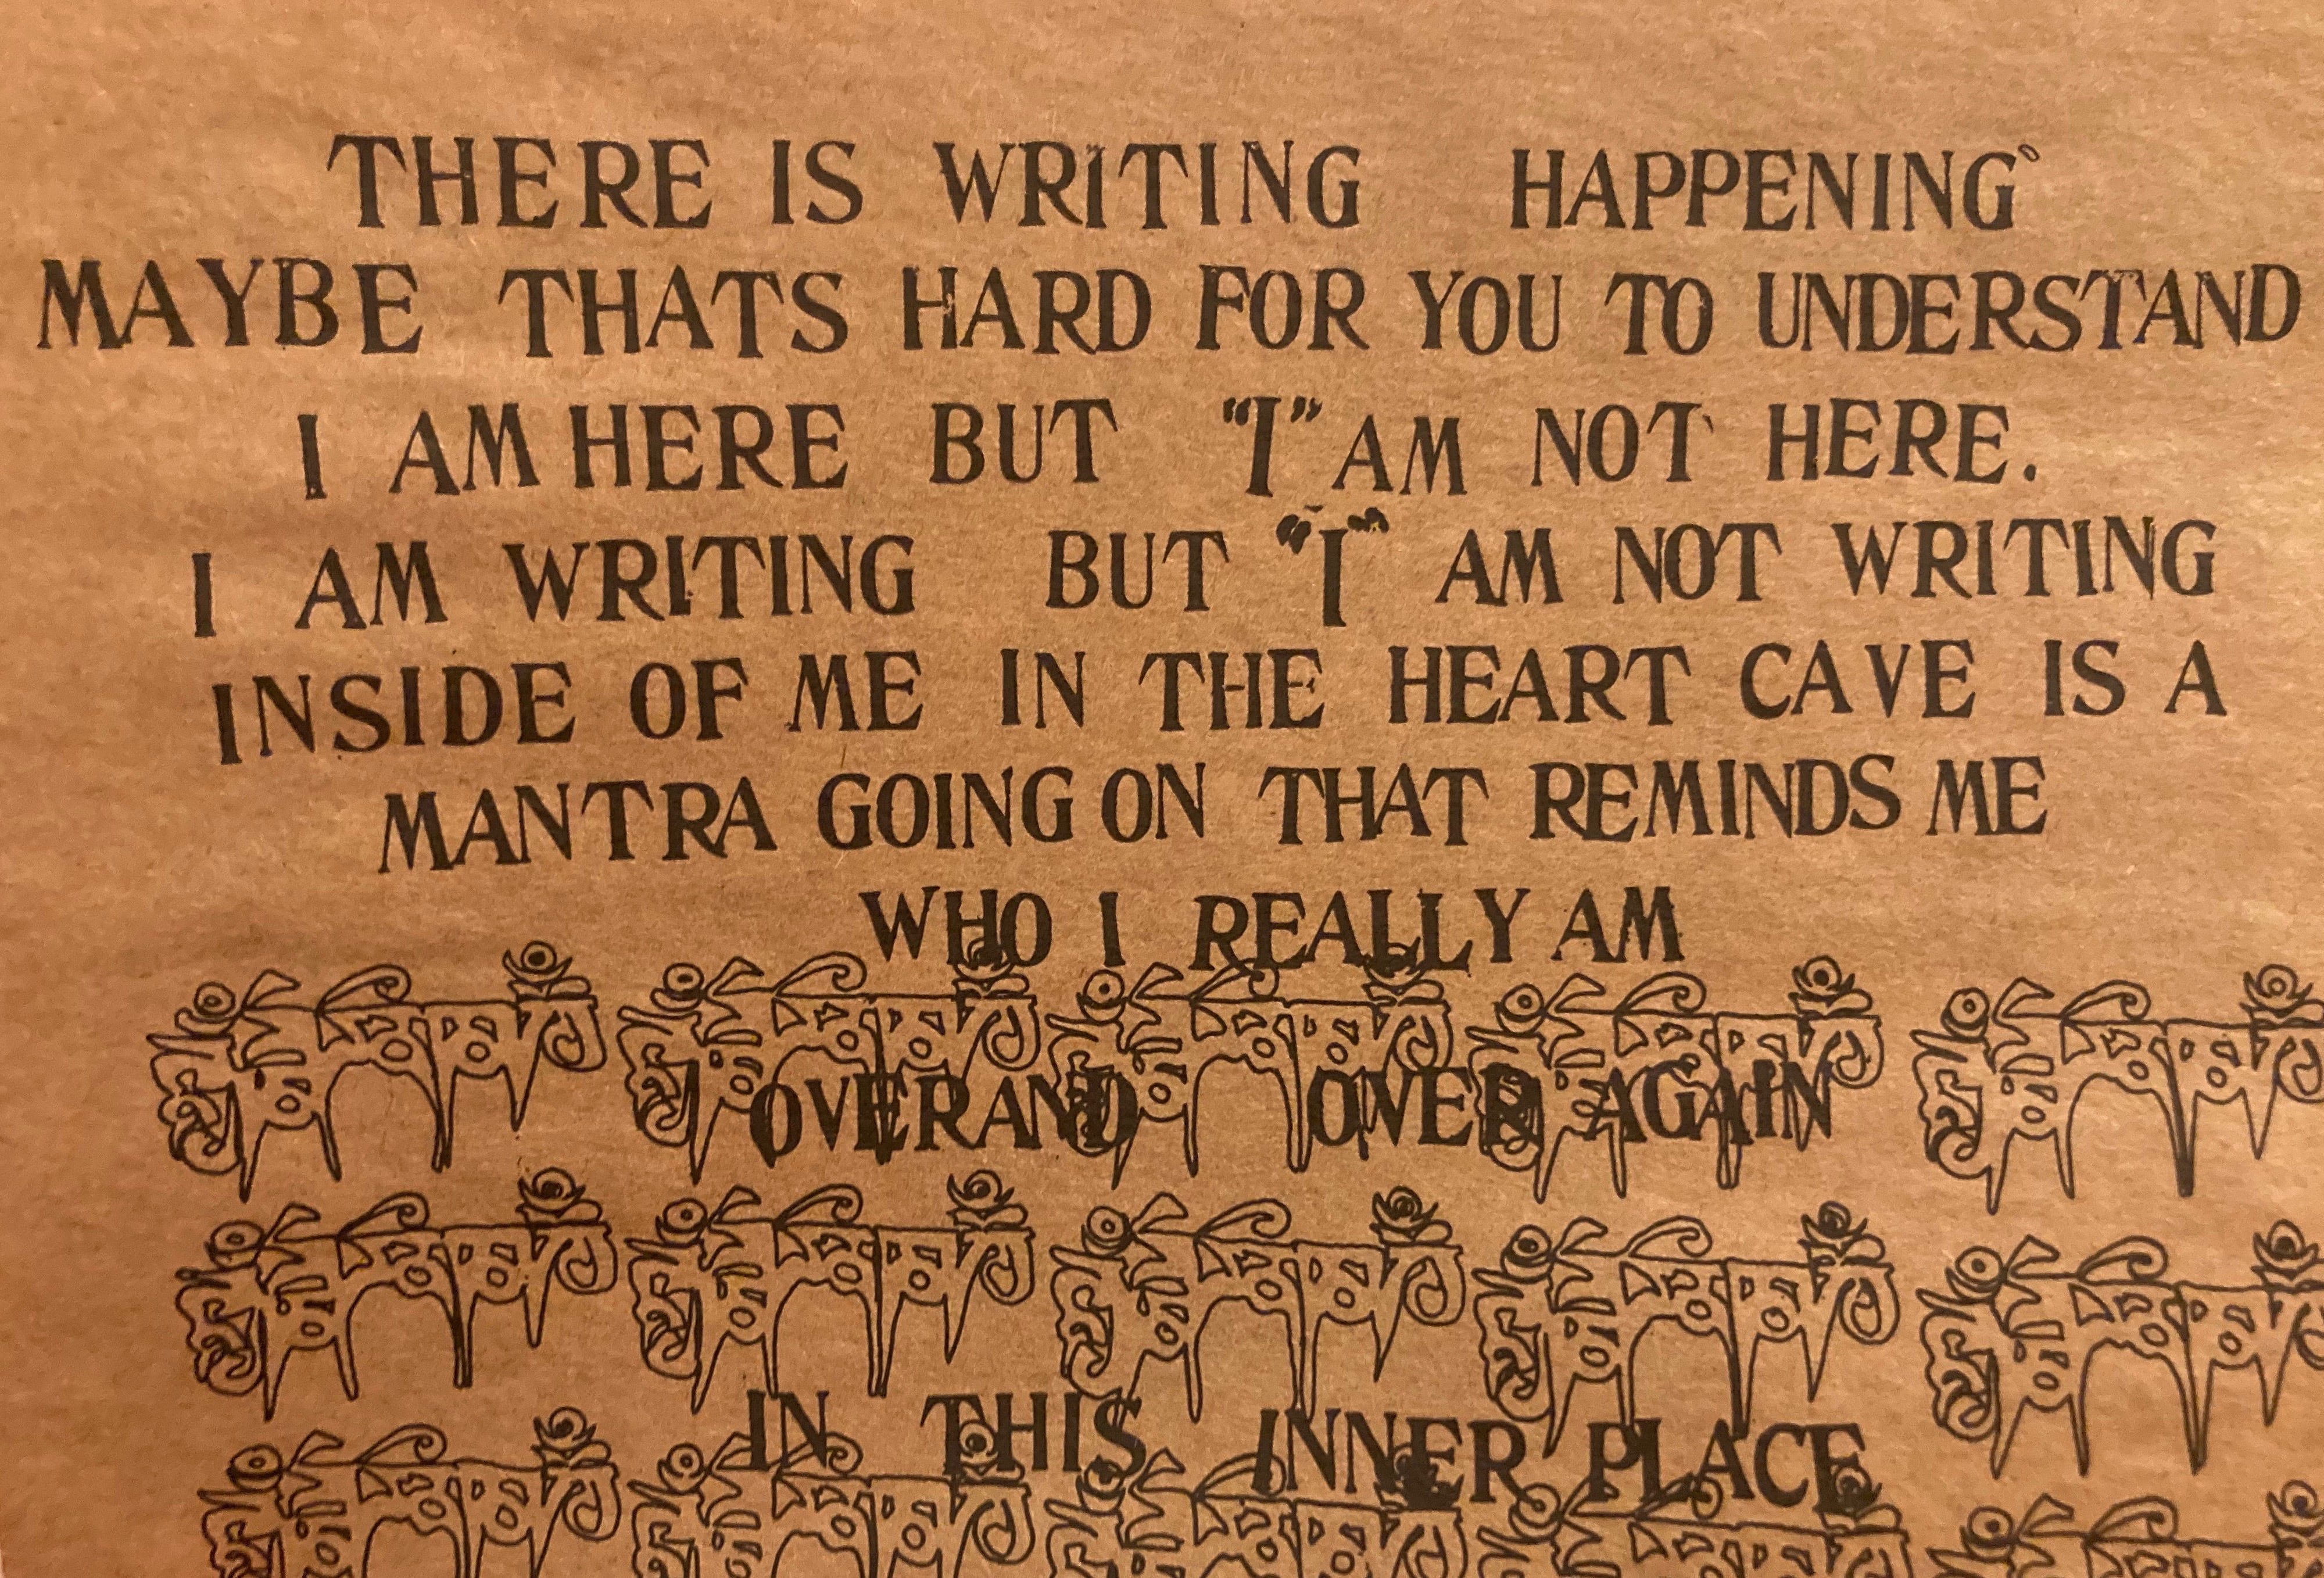 THERE IS WRITING HAPPENING
MAYBE THATS HARD FOR YOU TO UNDERSTAND
I AM HERE BUT “I” AM NOT HERE.
I AM WRITING BUT “I” AM NOT WRITING
INSIDE OF ME IN THE HEART CAVE IS A
MANTRA GOING ON THAT REMINDS ME
WHO I REALLY AM
OVER AND OVER AGAIN
IN THIS INNER PLACE